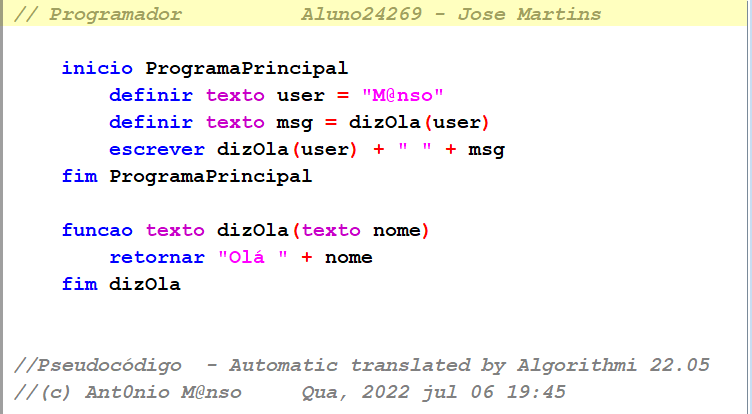 // Programador          Aluno24269 - Jose Martins
    inicio ProgramaPrincipal
        definir texto user = "M@nso"
        definir texto msg = dizOla(user)
        escrever dizOla(user) + " " + msg
    fim ProgramaPrincipal
    funcao texto dizOla(texto nome)
        retornar "Olá " + nome
    fim dizOla
//Pseudocódigo  - Automatic translated by Algorithmi 22.05
//(c) Ant0nio M@nso     Qua, 2022 jul 06 19:45